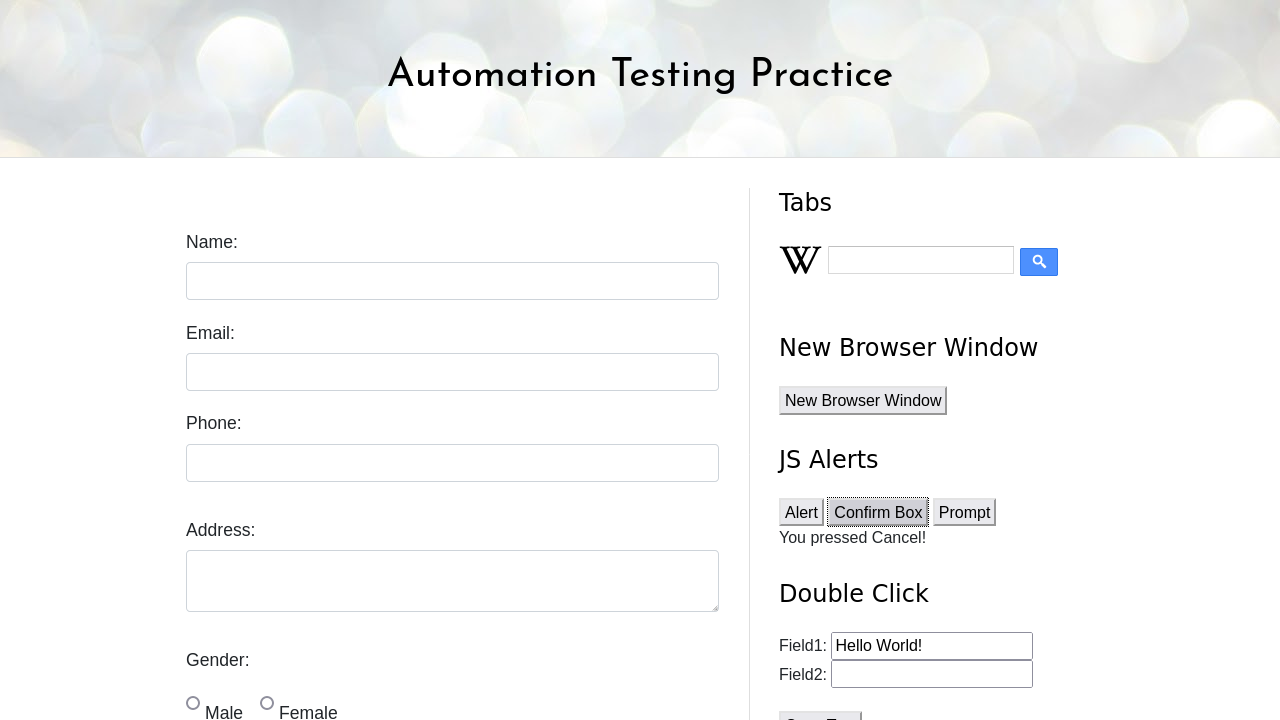 Automation Testing Practice
Name:
Email:
Phone:
Address:
Gender:
Male Female
Tabs
W
New Browser Window
New Browser Window
JS Alerts
Alert Confirm Box Prompt
You pressed Cancel!
Double Click
Field1: Hello World!
Field2: